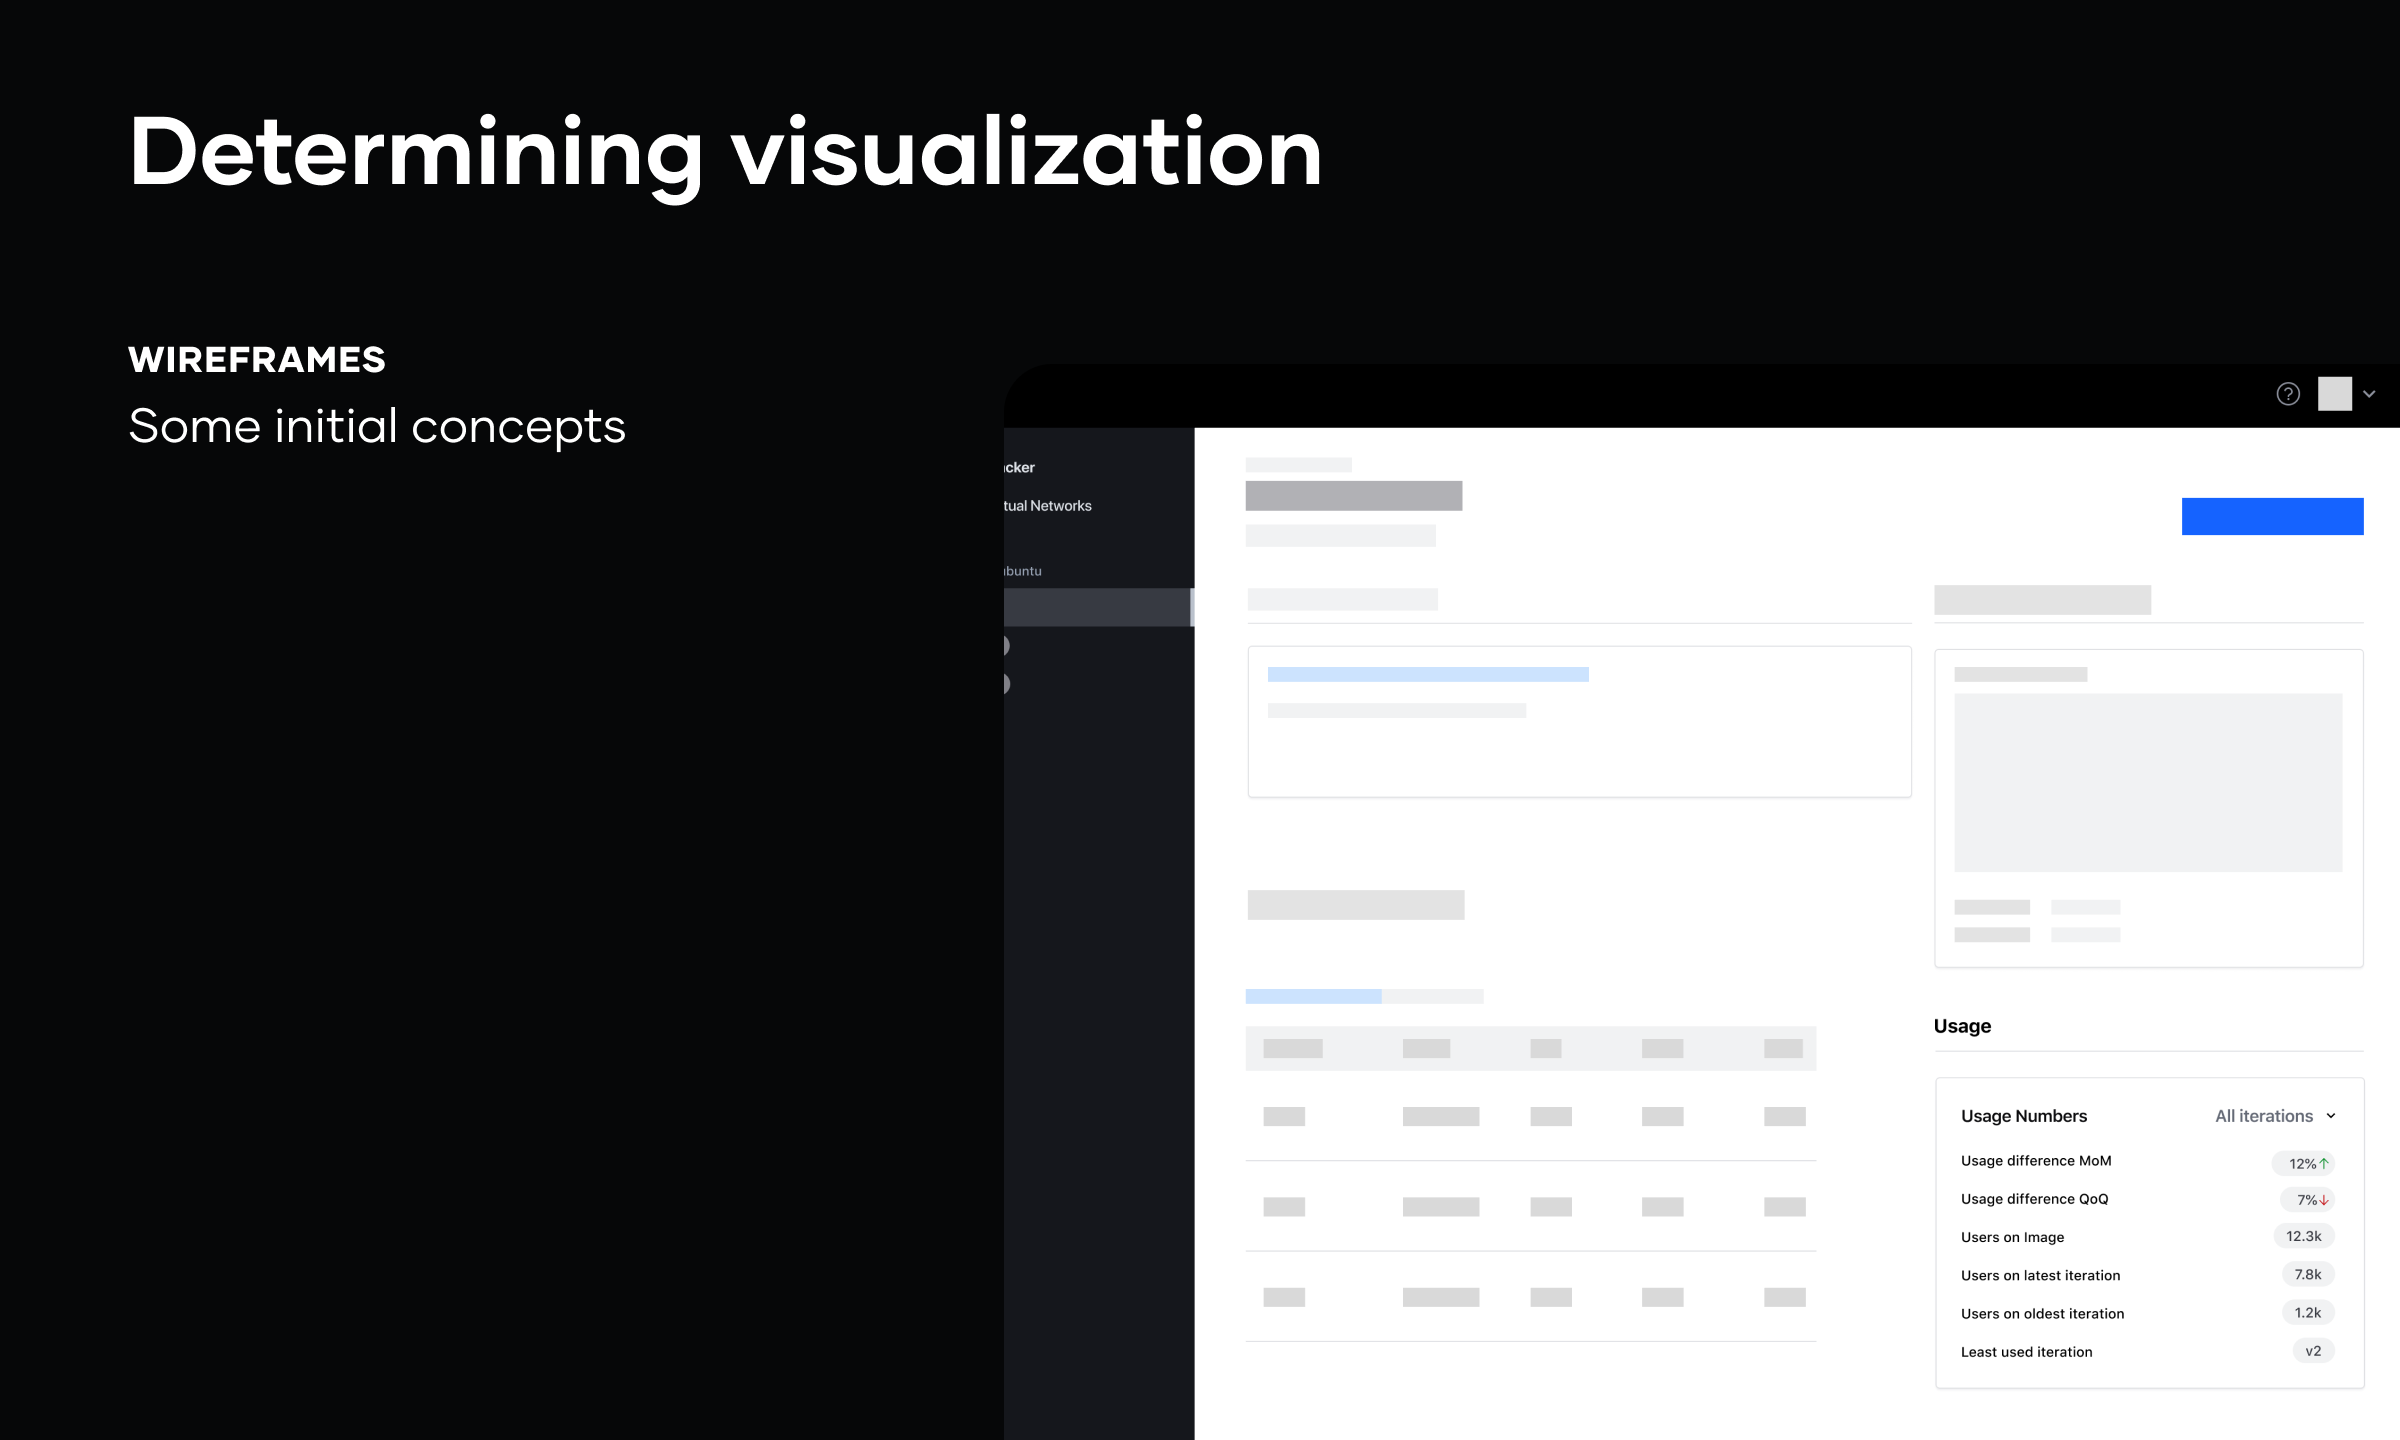 Determining visualization
WIREFRAMES
Some initial concepts
cker
tual Networks
buntu
Usage
Usage Numbers All iterations
Usage difference MoM 12%↑
Usage difference QoQ 7%↓
Users on Image 12.3k
Users on latest iteration 7.8k
Users on oldest iteration 1.2k
Least used iteration v2